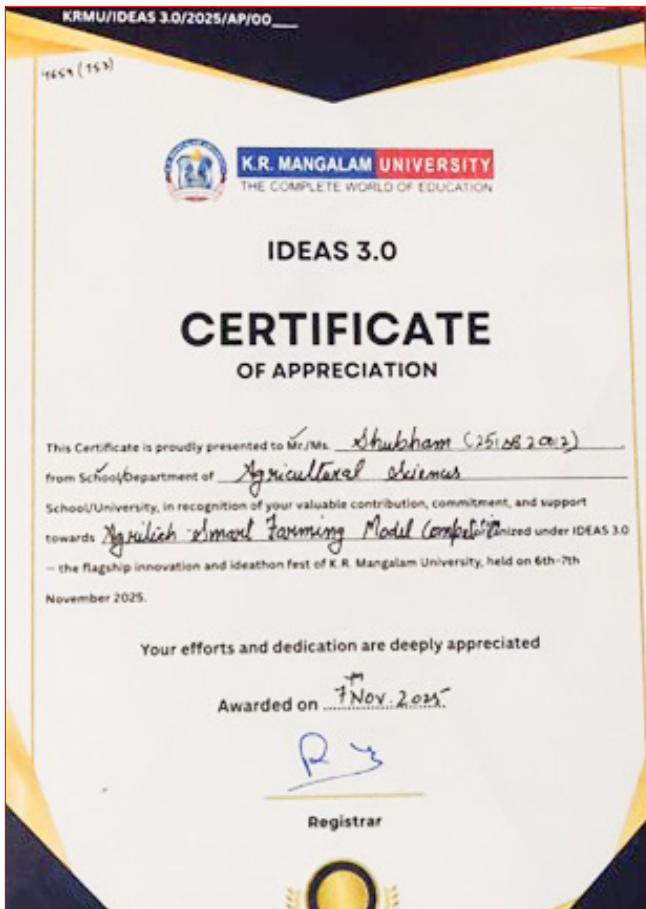 KRMU/IDEAS 3.0/2025/AP/00___
K.R. MANGALAM UNIVERSITY
THE COMPLETE WORLD OF EDUCATION
IDEAS 3.0
CERTIFICATE
OF APPRECIATION
This Certificate is proudly presented to Mr./Ms. Shubham
from School/Department of Agricultural Sciences
School/University, in recognition of your valuable contribution, commitment, and support
towards Smart Farming Model under IDEAS 3.0
– the flagship innovation and ideathon fest of K.R. Mangalam University, held on 6th-7th
November 2025.
Your efforts and dedication are deeply appreciated
Awarded on 7th Nov. 2025
Registrar